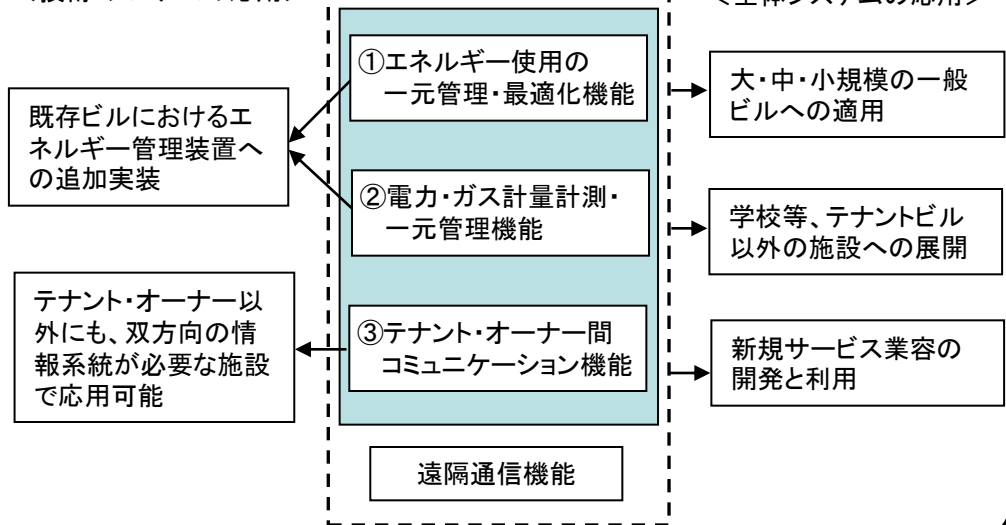 ①エネルギー使用の
一元管理・最適化機能
②電力・ガス計量計測・
一元管理機能
③テナント・オーナー間
コミュニケーション機能
遠隔通信機能
既存ビルにおけるエ
ネルギー管理装置へ
の追加実装
テナント・オーナー以
外にも、双方向の情
報系統が必要な施設
で応用可能
大・中・小規模の一般
ビルへの適用
学校等、テナントビル
以外の施設への展開
新規サービス業容の
開発と利用